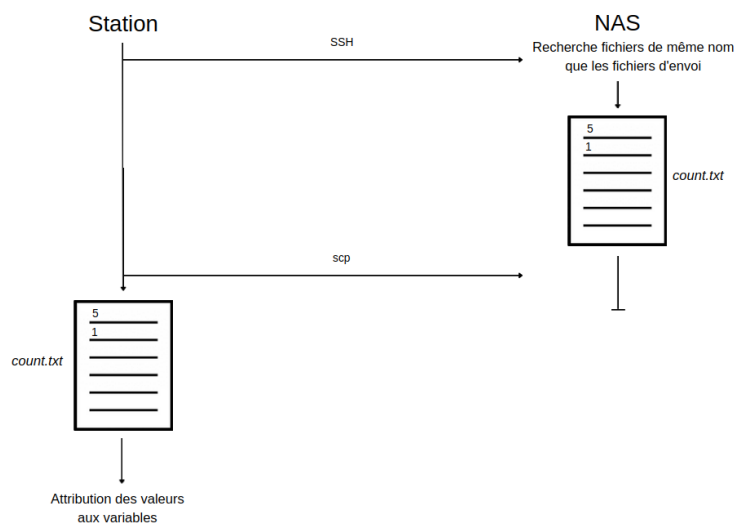 Station
NAS
SSH
Recherche fichiers de même nom
que les fichiers d'envoi
5
1
count.txt
scp
5
1
count.txt
Attribution des valeurs
aux variables